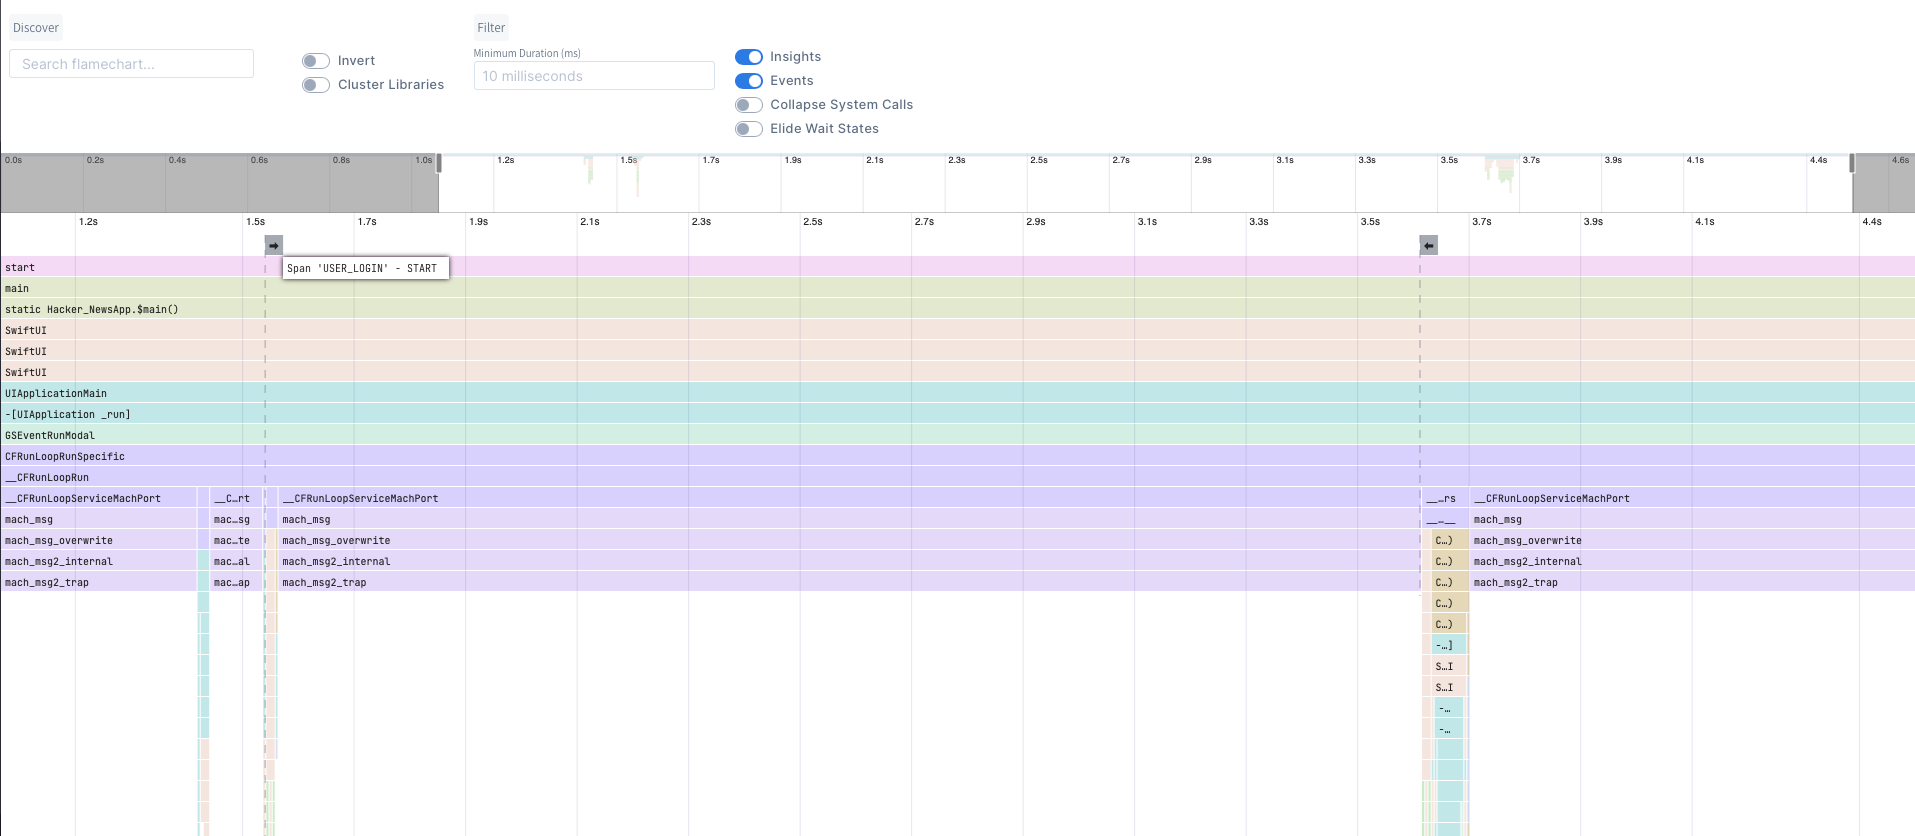 Discover
Search flamechart...
Invert
Cluster Libraries
Filter
Minimum Duration (ms)
10 milliseconds
Insights
Events
Collapse System Calls
Elide Wait States
0.0s 0.2s 0.4s 0.6s 0.8s 1.0s 1.2s 1.5s 1.7s 1.9s 2.1s 2.3s 2.5s 2.7s 2.9s 3.1s 3.3s 3.5s 3.7s 3.9s 4.1s 4.4s 4.6s
1.2s 1.5s 1.7s 1.9s 2.1s 2.3s 2.5s 2.7s 2.9s 3.1s 3.3s 3.5s 3.7s 3.9s 4.1s 4.4s
start
Span 'USER_LOGIN' - START
main
static Hacker_NewsApp.$main()
SwiftUI
SwiftUI
SwiftUI
UIApplicationMain
-[UIApplication _run]
GSEventRunModal
CFRunLoopRunSpecific
__CFRunLoopRun
__CFRunLoopServiceMachPort __C…rt __CFRunLoopServiceMachPort __…rs __CFRunLoopServiceMachPort
mach_msg mac…sg mach_msg __…__ mach_msg
mach_msg_overwrite mac…te mach_msg_overwrite C…) mach_msg_overwrite
mach_msg2_internal mac…al mach_msg2_internal C…) mach_msg2_internal
mach_msg2_trap mac…ap mach_msg2_trap C…) mach_msg2_trap
C…)
C…)
-…]
S…I
S…I
-…
-…